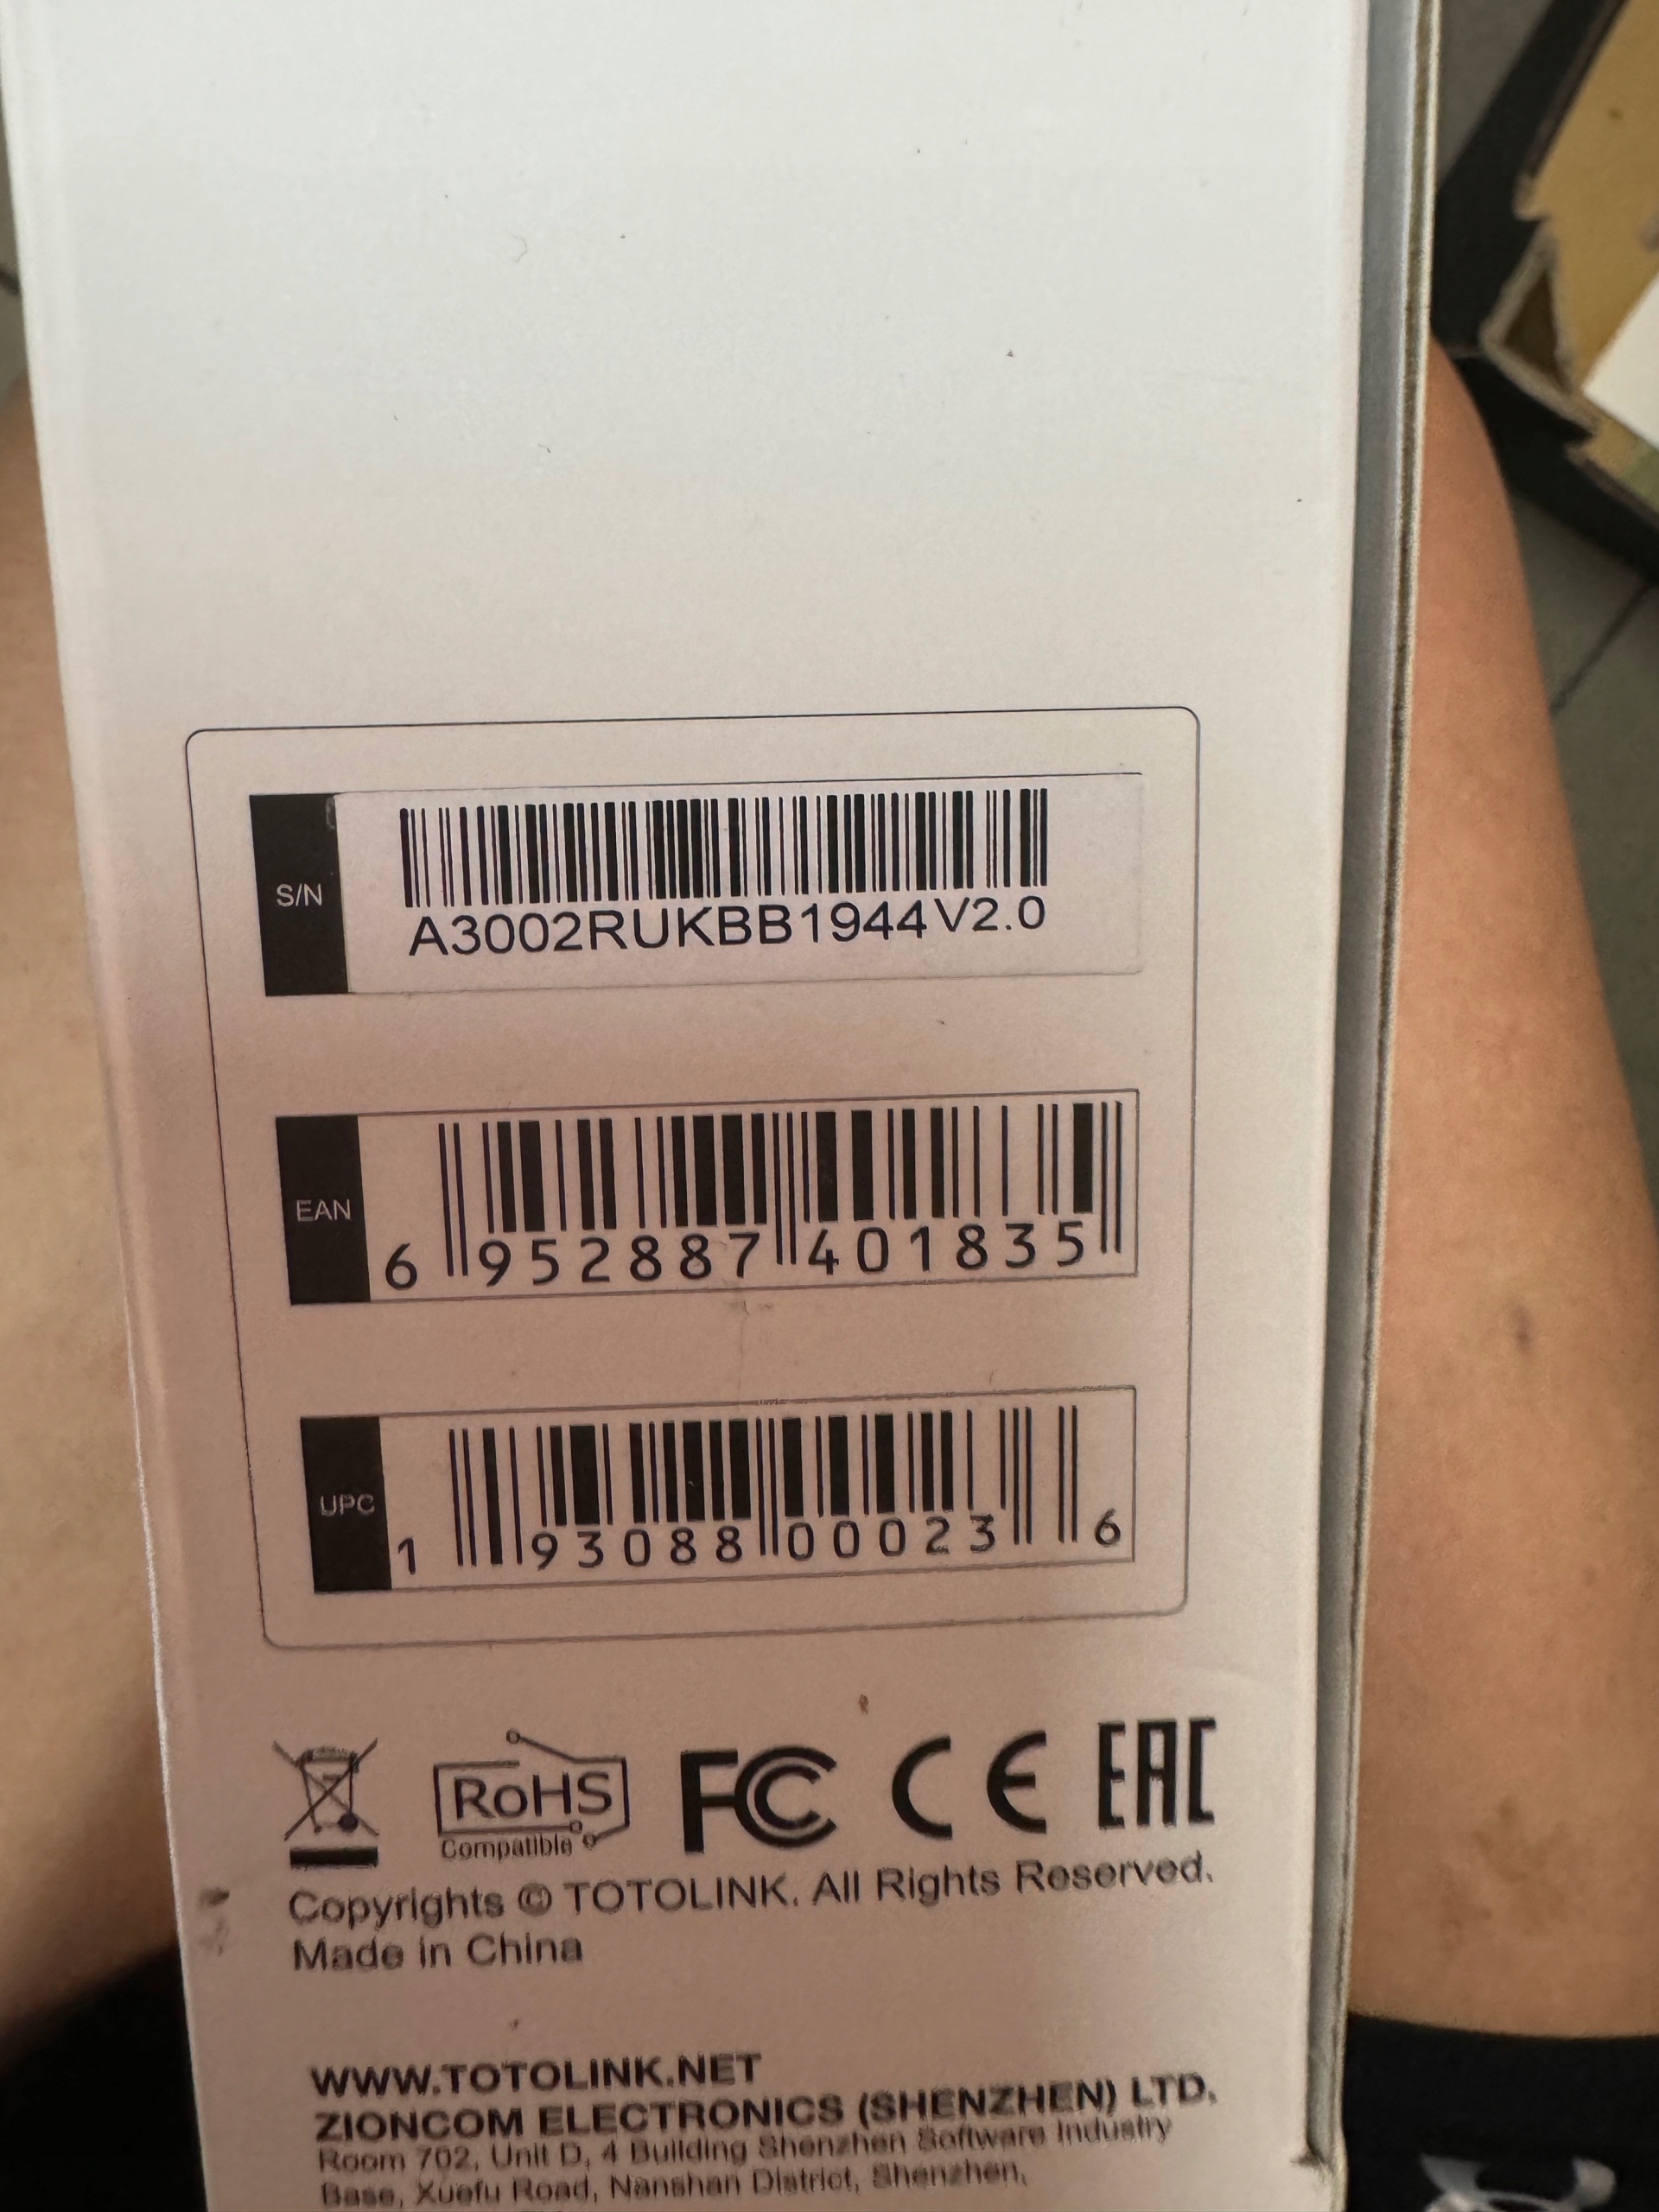 S/N
A3002RUKBB1944V2.0
EAN
6 952887 401835
UPC
1 93088 00023 6
RoHS
Compatible
FC CE EAC
Copyrights © TOTOLINK. All Rights Reserved.
Made in China
WWW.TOTOLINK.NET
ZIONCOM ELECTRONICS (SHENZHEN) LTD.
Room 702, Unit D, 4 Building Shenzhen Software Industry
Base, Xuefu Road, Nanshan District, Shenzhen,